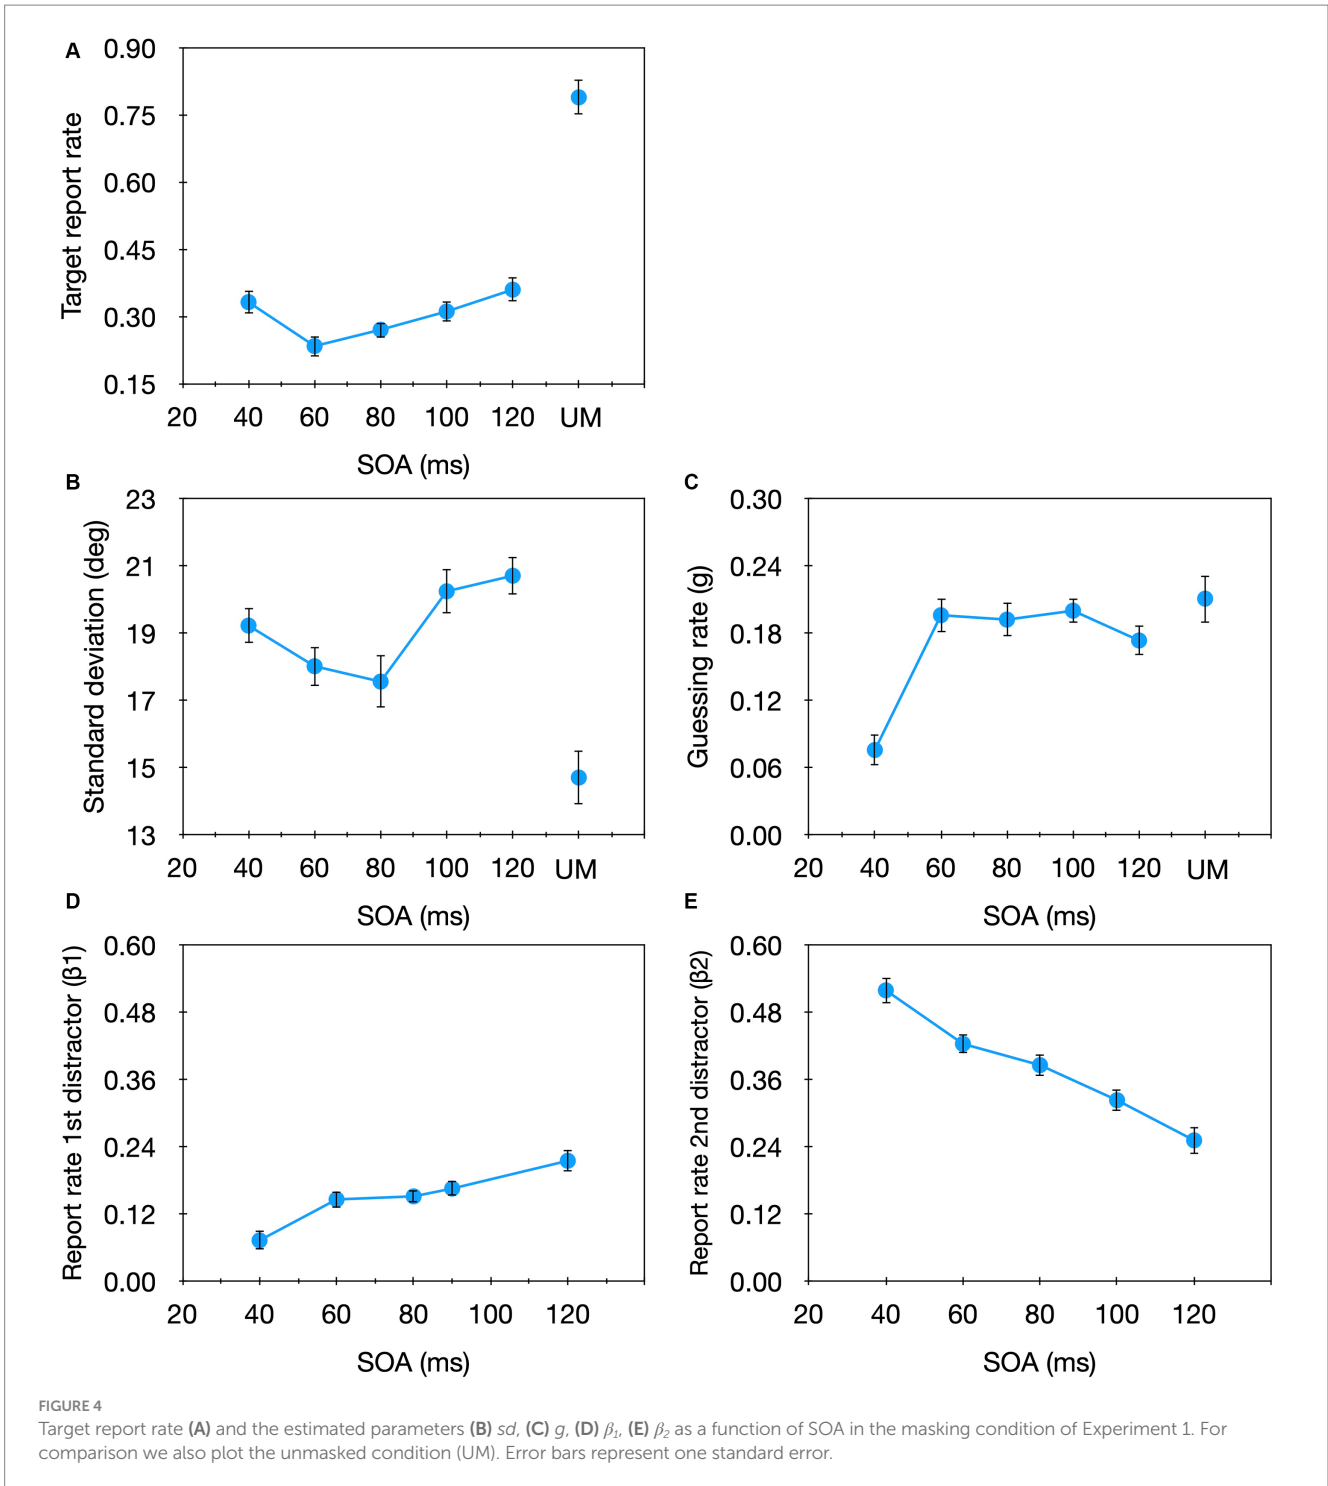 A
0.90
0.75
0.60
0.45
0.30
0.15
Target report rate
20 40 60 80 100 120 UM
SOA (ms)
B
23
21
19
17
15
13
Standard deviation (deg)
20 40 60 80 100 120 UM
SOA (ms)
C
0.30
0.24
0.18
0.12
0.06
0.00
Guessing rate (g)
20 40 60 80 100 120 UM
SOA (ms)
D
0.60
0.48
0.36
0.24
0.12
0.00
Report rate 1st distractor (β1)
20 40 60 80 100 120
SOA (ms)
E
0.60
0.48
0.36
0.24
0.12
0.00
Report rate 2nd distractor (β2)
20 40 60 80 100 120
SOA (ms)
FIGURE 4
Target report rate (A) and the estimated parameters (B) sd, (C) g, (D) β₁, (E) β₂ as a function of SOA in the masking condition of Experiment 1. For
comparison we also plot the unmasked condition (UM). Error bars represent one standard error.